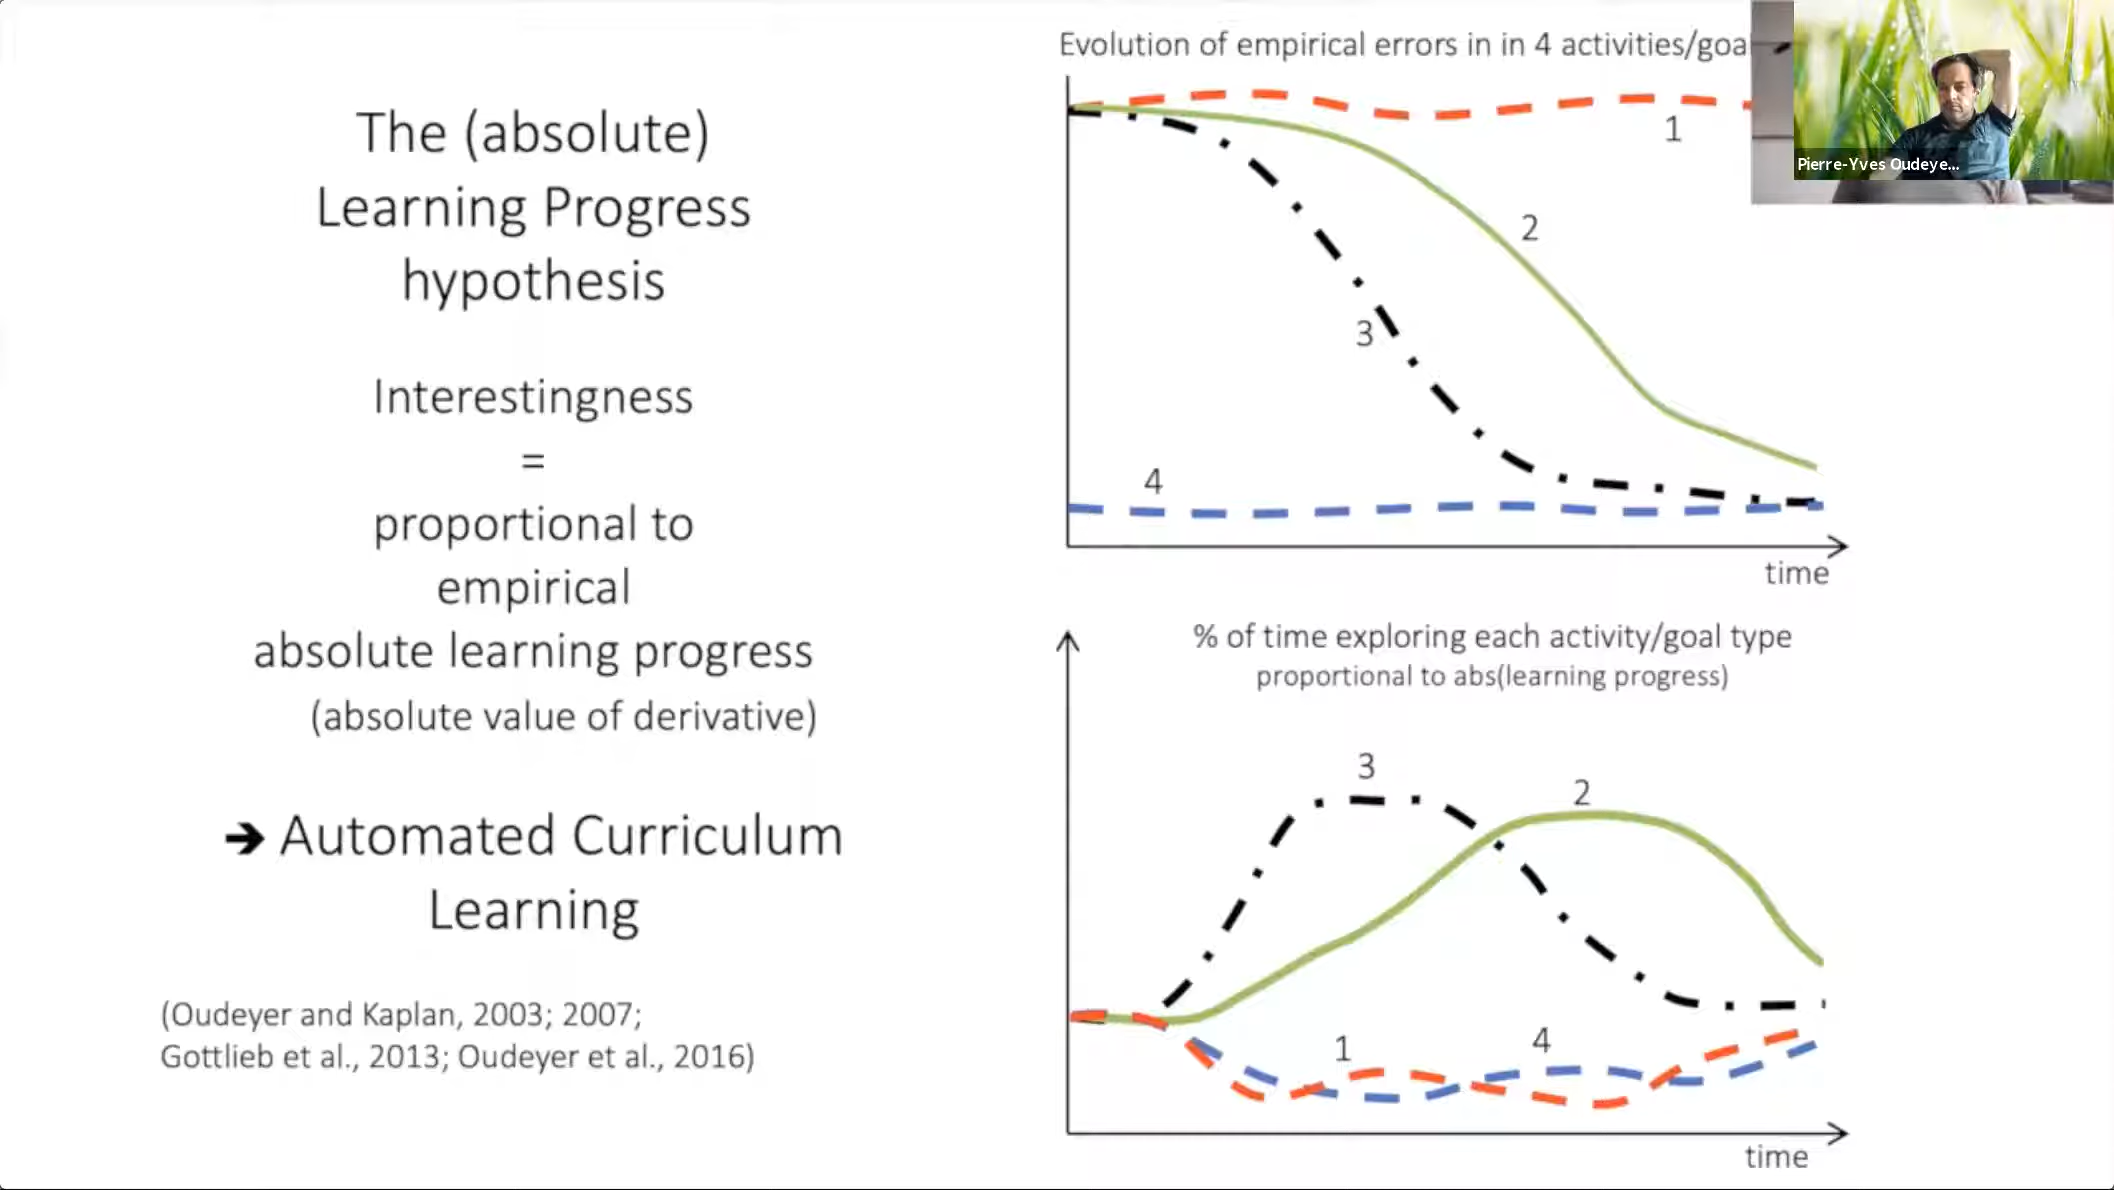 The (absolute)
Learning Progress
hypothesis
Interestingness
=
proportional to
empirical
absolute learning progress
(absolute value of derivative)
➔ Automated Curriculum
Learning
(Oudeyer and Kaplan, 2003; 2007;
Gottlieb et al., 2013; Oudeyer et al., 2016)
Evolution of empirical errors in in 4 activities/goa
Pierre-Yves Oudeye...
1
2
3
4
time
% of time exploring each activity/goal type
proportional to abs(learning progress)
3
2
1
4
time